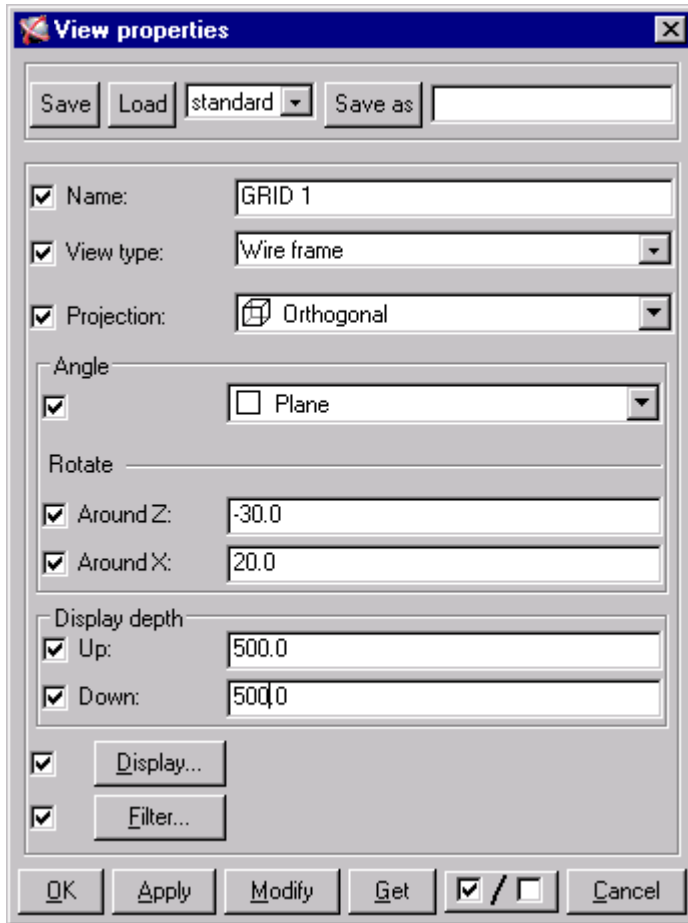 View properties
Save Load standard Save as
Name: GRID 1
View type: Wire frame
Projection: Orthogonal
Angle
Plane
Rotate
Around Z: -30.0
Around X: 20.0
Display depth
Up: 500.0
Down: 500.0
Display...
Filter...
OK Apply Modify Get / Cancel